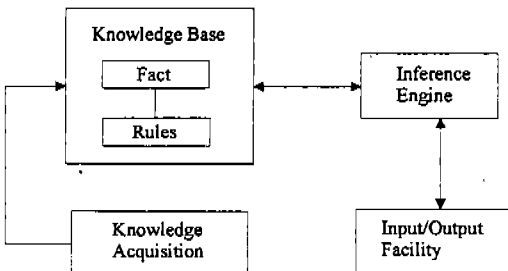 Knowledge Base
Fact
Rules
Inference
Engine
Knowledge
Acquisition
Input/Output
Facility